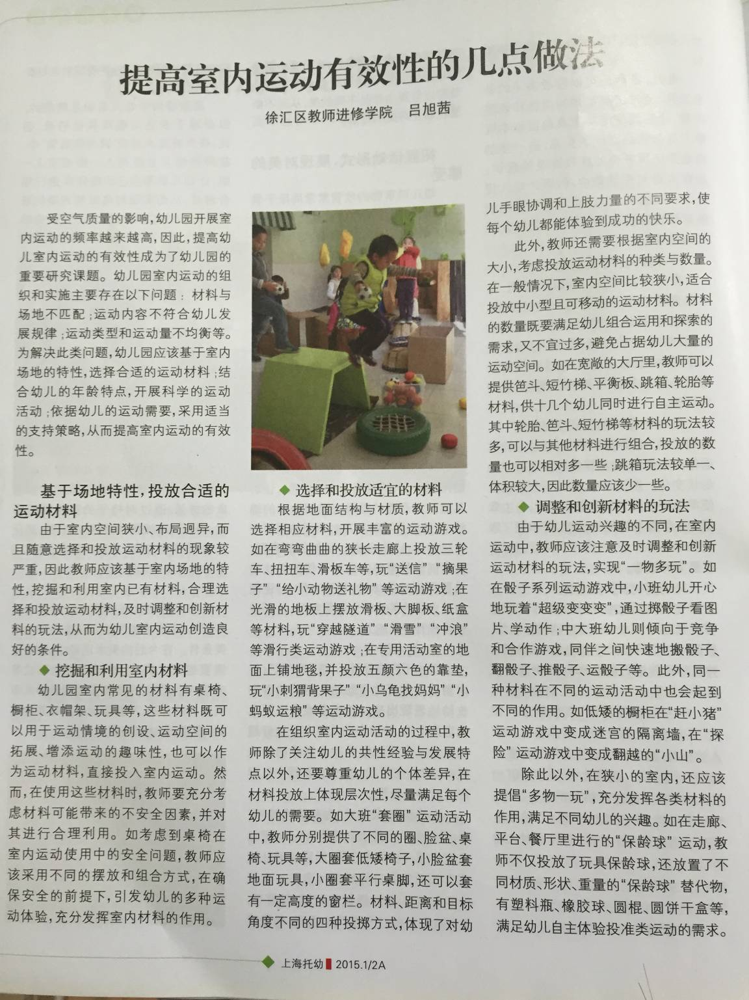 提高室内运动有效性的几点做法
徐汇区教师进修学院 吕旭茜
受空气质量的影响,幼儿园开展室
内运动的频率越来越高,因此,提高幼
儿室内运动的有效性成为了幼儿园的
重要研究课题。幼儿园室内运动的组
织和实施主要存在以下问题：材料与
场地不匹配;运动内容不符合幼儿发
展规律;运动类型和运动量不均衡等。
为解决此类问题,幼儿园应该基于室内
场地的特性,选择合适的运动材料;结
合幼儿的年龄特点,开展科学的运动
活动;依据幼儿的运动需要,采用适当
的支持策略,从而提高室内运动的有效
性。
基于场地特性,投放合适的
运动材料
由于室内空间狭小、布局迥异,而
且随意选择和投放运动材料的现象较
严重,因此教师应该基于室内场地的特
性,挖掘和利用室内已有材料,合理选
择和投放运动材料,及时调整和创新材
料的玩法,从而为幼儿室内运动创造良
好的条件。
◆ 挖掘和利用室内材料
幼儿园室内常见的材料有桌椅、
橱柜、衣帽架、玩具等,这些材料既可
以用于运动情境的创设、运动空间的
拓展、增添运动的趣味性,也可以作
为运动材料,直接投入室内运动。然
而,在使用这些材料时,教师要充分考
虑材料可能带来的不安全因素,并对
其进行合理利用。如考虑到桌椅在
室内运动使用中的安全问题,教师应
该采用不同的摆放和组合方式,在确
保安全的前提下,引发幼儿的多种运
动体验,充分发挥室内材料的作用。
◆ 选择和投放适宜的材料
根据地面结构与材质,教师可以
选择相应材料,开展丰富的运动游戏。
如在弯弯曲曲的狭长走廊上投放三轮
车、扭扭车、滑板车等,玩“送信”“摘果
子”“给小动物送礼物”等运动游戏;在
光滑的地板上摆放滑板、大脚板、纸盒
等材料,玩“穿越隧道”“滑雪”“冲浪”
等滑行类运动游戏;在专用活动室的地
面上铺地毯,并投放五颜六色的靠垫,
玩“小刺猬背果子”“小乌龟找妈妈”“小
蚂蚁运粮”等运动游戏。
在组织室内运动活动的过程中,教
师除了关注幼儿的共性经验与发展特
点以外,还要尊重幼儿的个体差异,在
材料投放上体现层次性,尽量满足每个
幼儿的需要。如大班“套圈”运动活动
中,教师分别提供了不同的圈、脸盆、桌
椅、玩具等,大圈套低矮椅子,小脸盆套
地面玩具,小圈套平行桌脚,还可以套
有一定高度的窗栏。材料、距离和目标
角度不同的四种投掷方式,体现了对幼
儿手眼协调和上肢力量的不同要求,使
每个幼儿都能体验到成功的快乐。
此外,教师还需要根据室内空间的
大小,考虑投放运动材料的种类与数量。
在一般情况下,室内空间比较狭小,适合
投放中小型且可移动的运动材料。材料
的数量既要满足幼儿组合运用和探索的
需求,又不宜过多,避免占据幼儿大量的
运动空间。如在宽敞的大厅里,教师可以
提供笆斗、短竹梯、平衡板、跳箱、轮胎等
材料,供十几个幼儿同时进行自主运动。
其中轮胎、笆斗、短竹梯等材料的玩法较
多,可以与其他材料进行组合,投放的数
量也可以相对多一些;跳箱玩法较单一、
体积较大,因此数量应该少一些。
◆ 调整和创新材料的玩法
由于幼儿运动兴趣的不同,在室内
运动中,教师应该注意及时调整和创新
运动材料的玩法,实现“一物多玩”。如
在骰子系列运动游戏中,小班幼儿开心
地玩着“超级变变变”,通过掷骰子看图
片、学动作;中大班幼儿则倾向于竞争
和合作游戏,同伴之间快速地搬骰子、
翻骰子、推骰子、运骰子等。此外,同一
种材料在不同的运动活动中也会起到
不同的作用。如低矮的橱柜在“赶小猪”
运动游戏中变成迷宫的隔离墙,在“探
险”运动游戏中变成翻越的“小山”。
除此以外,在狭小的室内,还应该
提倡“多物一玩”,充分发挥各类材料的
作用,满足不同幼儿的兴趣。如在走廊、
平台、餐厅里进行的“保龄球”运动,教
师不仅投放了玩具保龄球,还放置了不
同材质、形状、重量的“保龄球”替代物,
有塑料瓶、橡胶球、圆棍、圆饼干盒等,
满足幼儿自主体验投准类运动的需求。
上海托幼 2015.1/2A